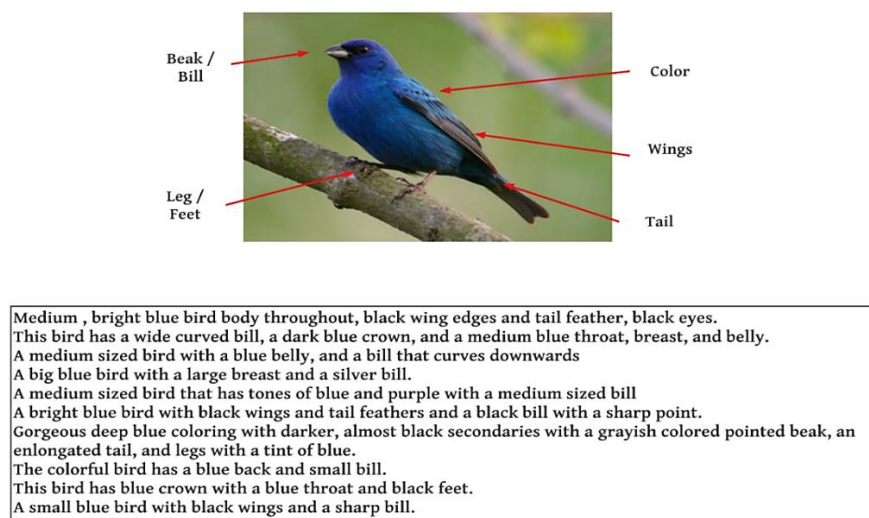 Beak /
Bill
Color
Wings
Leg /
Feet
Tail
Medium , bright blue bird body throughout, black wing edges and tail feather, black eyes.
This bird has a wide curved bill, a dark blue crown, and a medium blue throat, breast, and belly.
A medium sized bird with a blue belly, and a bill that curves downwards
A big blue bird with a large breast and a silver bill.
A medium sized bird that has tones of blue and purple with a medium sized bill
A bright blue bird with black wings and tail feathers and a black bill with a sharp point.
Gorgeous deep blue coloring with darker, almost black secondaries with a grayish colored pointed beak, an
enlongated tail, and legs with a tint of blue.
The colorful bird has a blue back and small bill.
This bird has blue crown with a blue throat and black feet.
A small blue bird with black wings and a sharp bill.